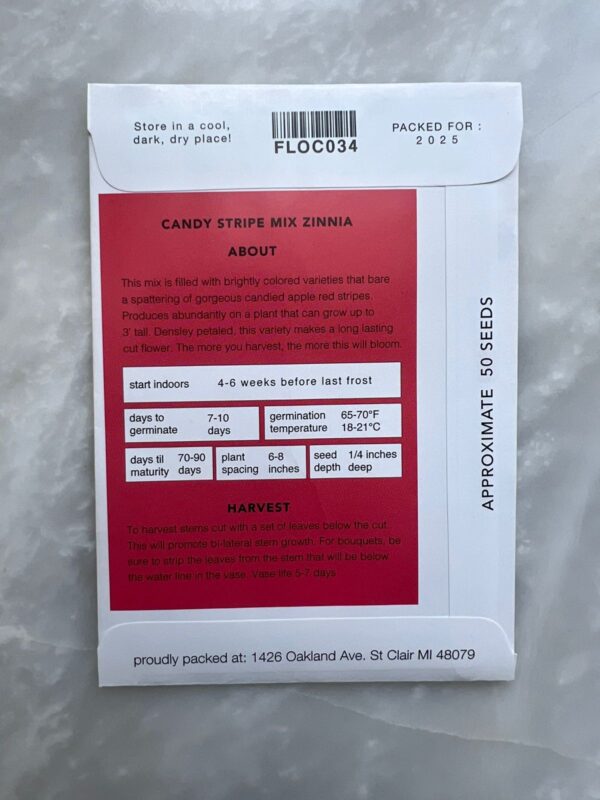 Store in a cool,
dark, dry place!
FLOC034
PACKED FOR :
2025
CANDY STRIPE MIX ZINNIA
ABOUT
This mix is filled with brightly colored varieties that bare
a spattering of gorgeous candied apple red stripes.
Produces abundantly on a plant that can grow up to
3' tall. Densley petaled, this variety makes a long lasting
cut flower. The more you harvest, the more this will bloom.
start indoors 4-6 weeks before last frost
days to germinate 7-10 days
germination temperature 65-70°F 18-21°C
days til maturity 70-90 days
plant spacing 6-8 inches
seed depth 1/4 inches deep
HARVEST
To harvest stems cut with a set of leaves below the cut.
This will promote bi-lateral stem growth. For bouquets, be
sure to strip the leaves from the stem that will be below
the water line in the vase. Vase life 5-7 days
APPROXIMATE 50 SEEDS
proudly packed at: 1426 Oakland Ave. St Clair MI 48079